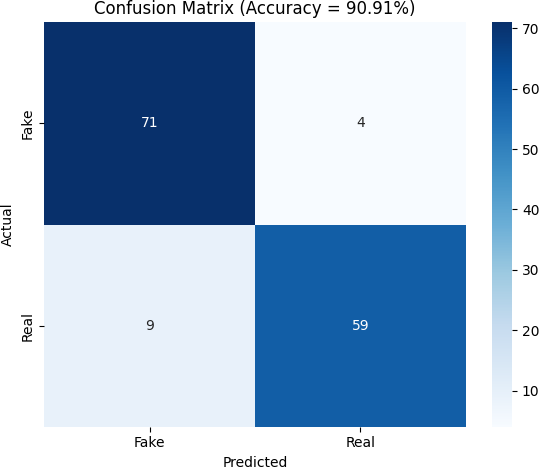 Confusion Matrix (Accuracy = 90.91%)
Actual
Fake
71
4
Real
9
59
Fake
Real
Predicted
70
60
50
40
30
20
10